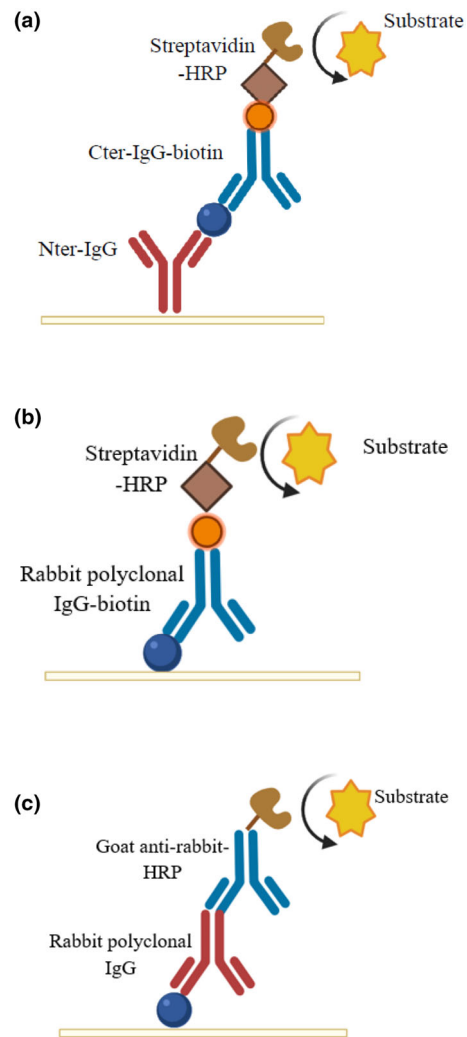 (a)
Substrate
Streptavidin
-HRP
Cter-IgG-biotin
Nter-IgG
(b)
Streptavidin
-HRP
Substrate
Rabbit polyclonal
IgG-biotin
(c)
Substrate
Goat anti-rabbit-
HRP
Rabbit polyclonal
IgG